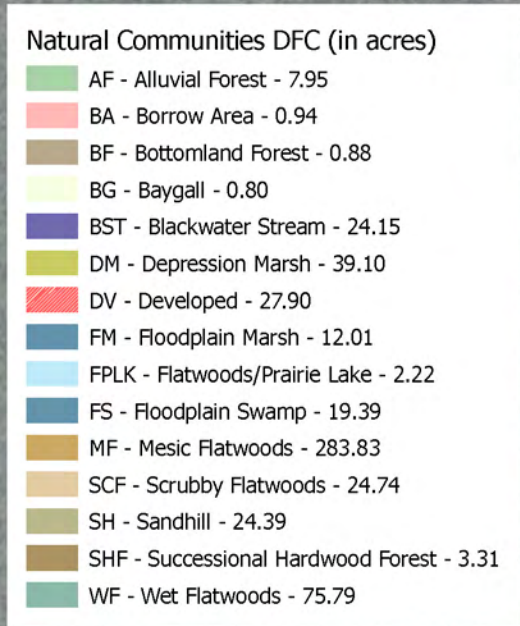 Natural Communities DFC (in acres)
AF - Alluvial Forest - 7.95
BA - Borrow Area - 0.94
BF - Bottomland Forest - 0.88
BG - Baygall - 0.80
BST - Blackwater Stream - 24.15
DM - Depression Marsh - 39.10
DV - Developed - 27.90
FM - Floodplain Marsh - 12.01
FPLK - Flatwoods/Prairie Lake - 2.22
FS - Floodplain Swamp - 19.39
MF - Mesic Flatwoods - 283.83
SCF - Scrubby Flatwoods - 24.74
SH - Sandhill - 24.39
SHF - Successional Hardwood Forest - 3.31
WF - Wet Flatwoods - 75.79